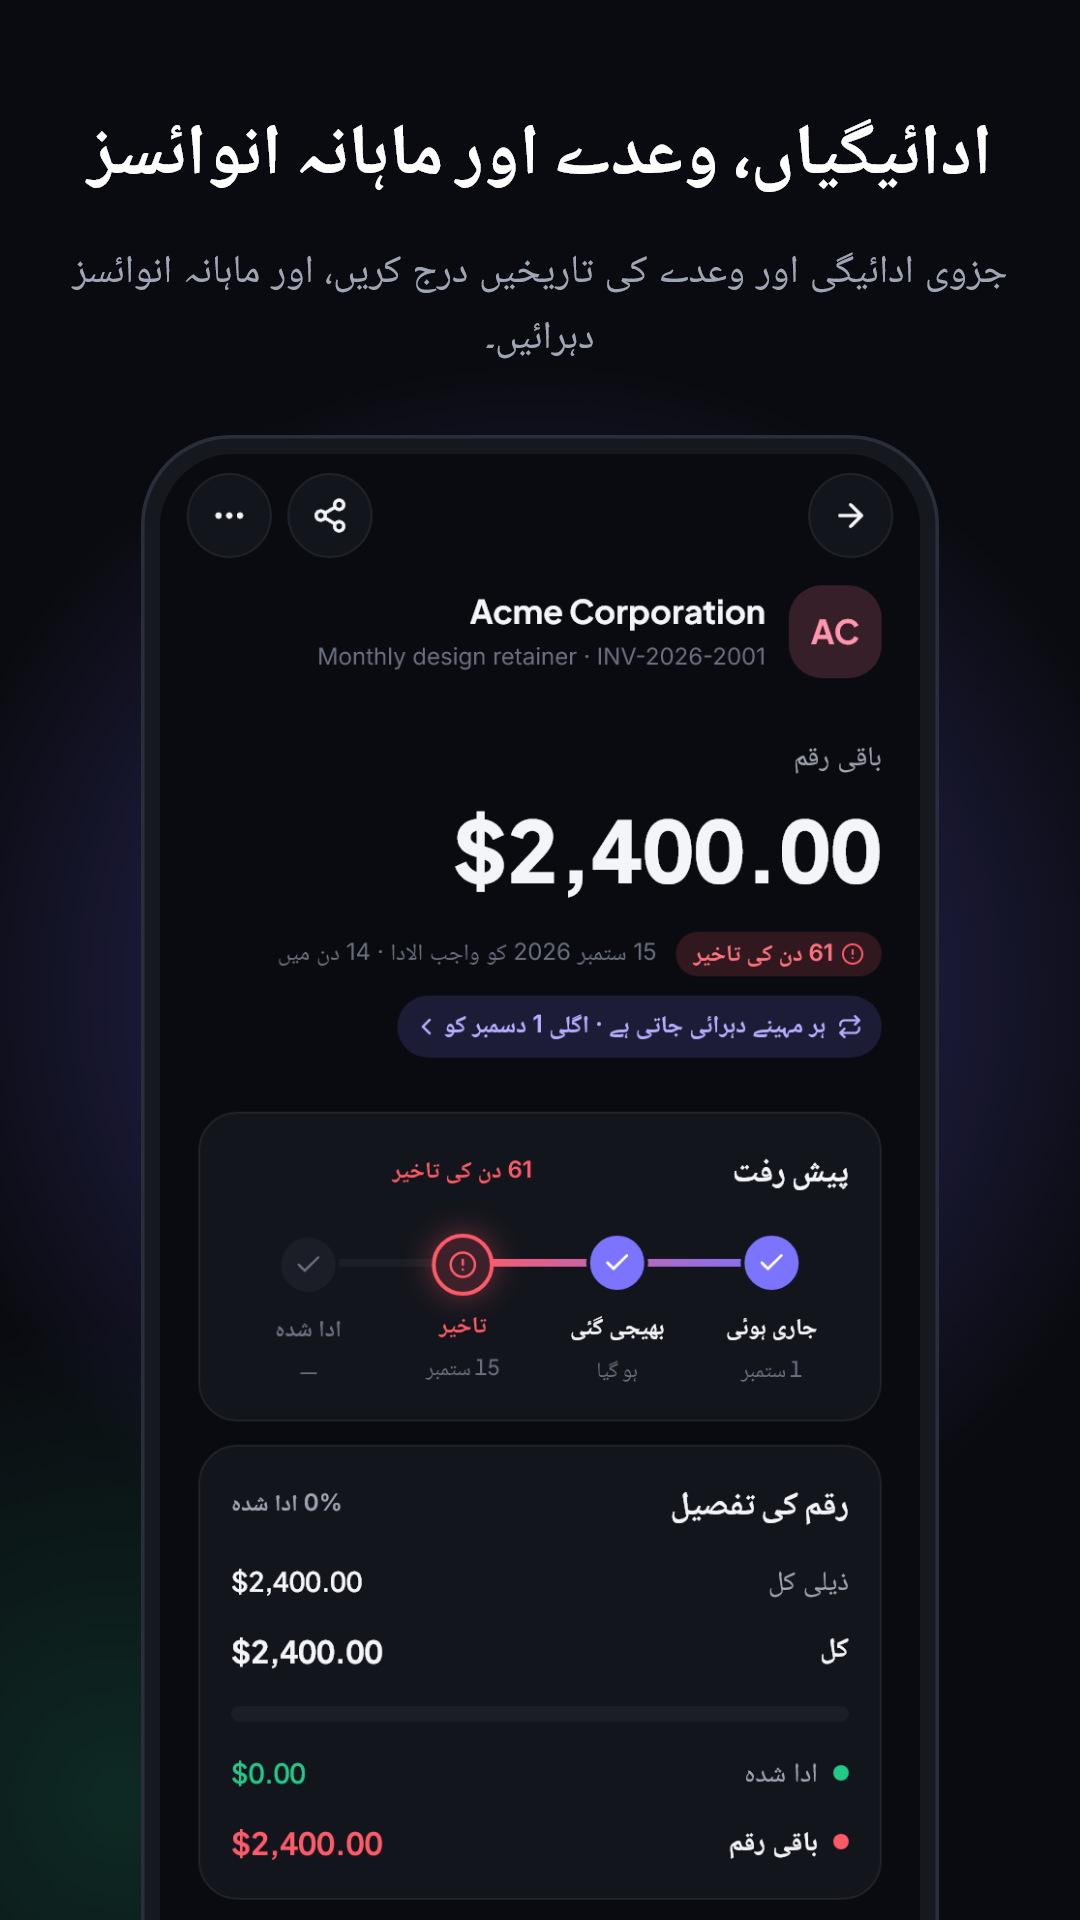 ادائیگیاں، وعدے اور ماہانہ انوائسز
جزوی ادائیگی اور وعدے کی تاریخیں درج کریں، اور ماہانہ انوائسز
دہرائیں۔
AC
Acme Corporation
Monthly design retainer · INV-2026-2001
باقی رقم
$2,400.00
61 دن کی تاخیر
15 ستمبر 2026 کو واجب الادا · 14 دن میں
ہر مہینے دہرائی جاتی ہے · اگلی 1 دسمبر کو
پیش رفت
61 دن کی تاخیر
جاری ہوئی
بھیجی گئی
تاخیر
ادا شدہ
1 ستمبر
ہو گیا
15 ستمبر
—
رقم کی تفصیل
0% ادا شدہ
ذیلی کل
$2,400.00
کل
$2,400.00
ادا شدہ
$0.00
باقی رقم
$2,400.00